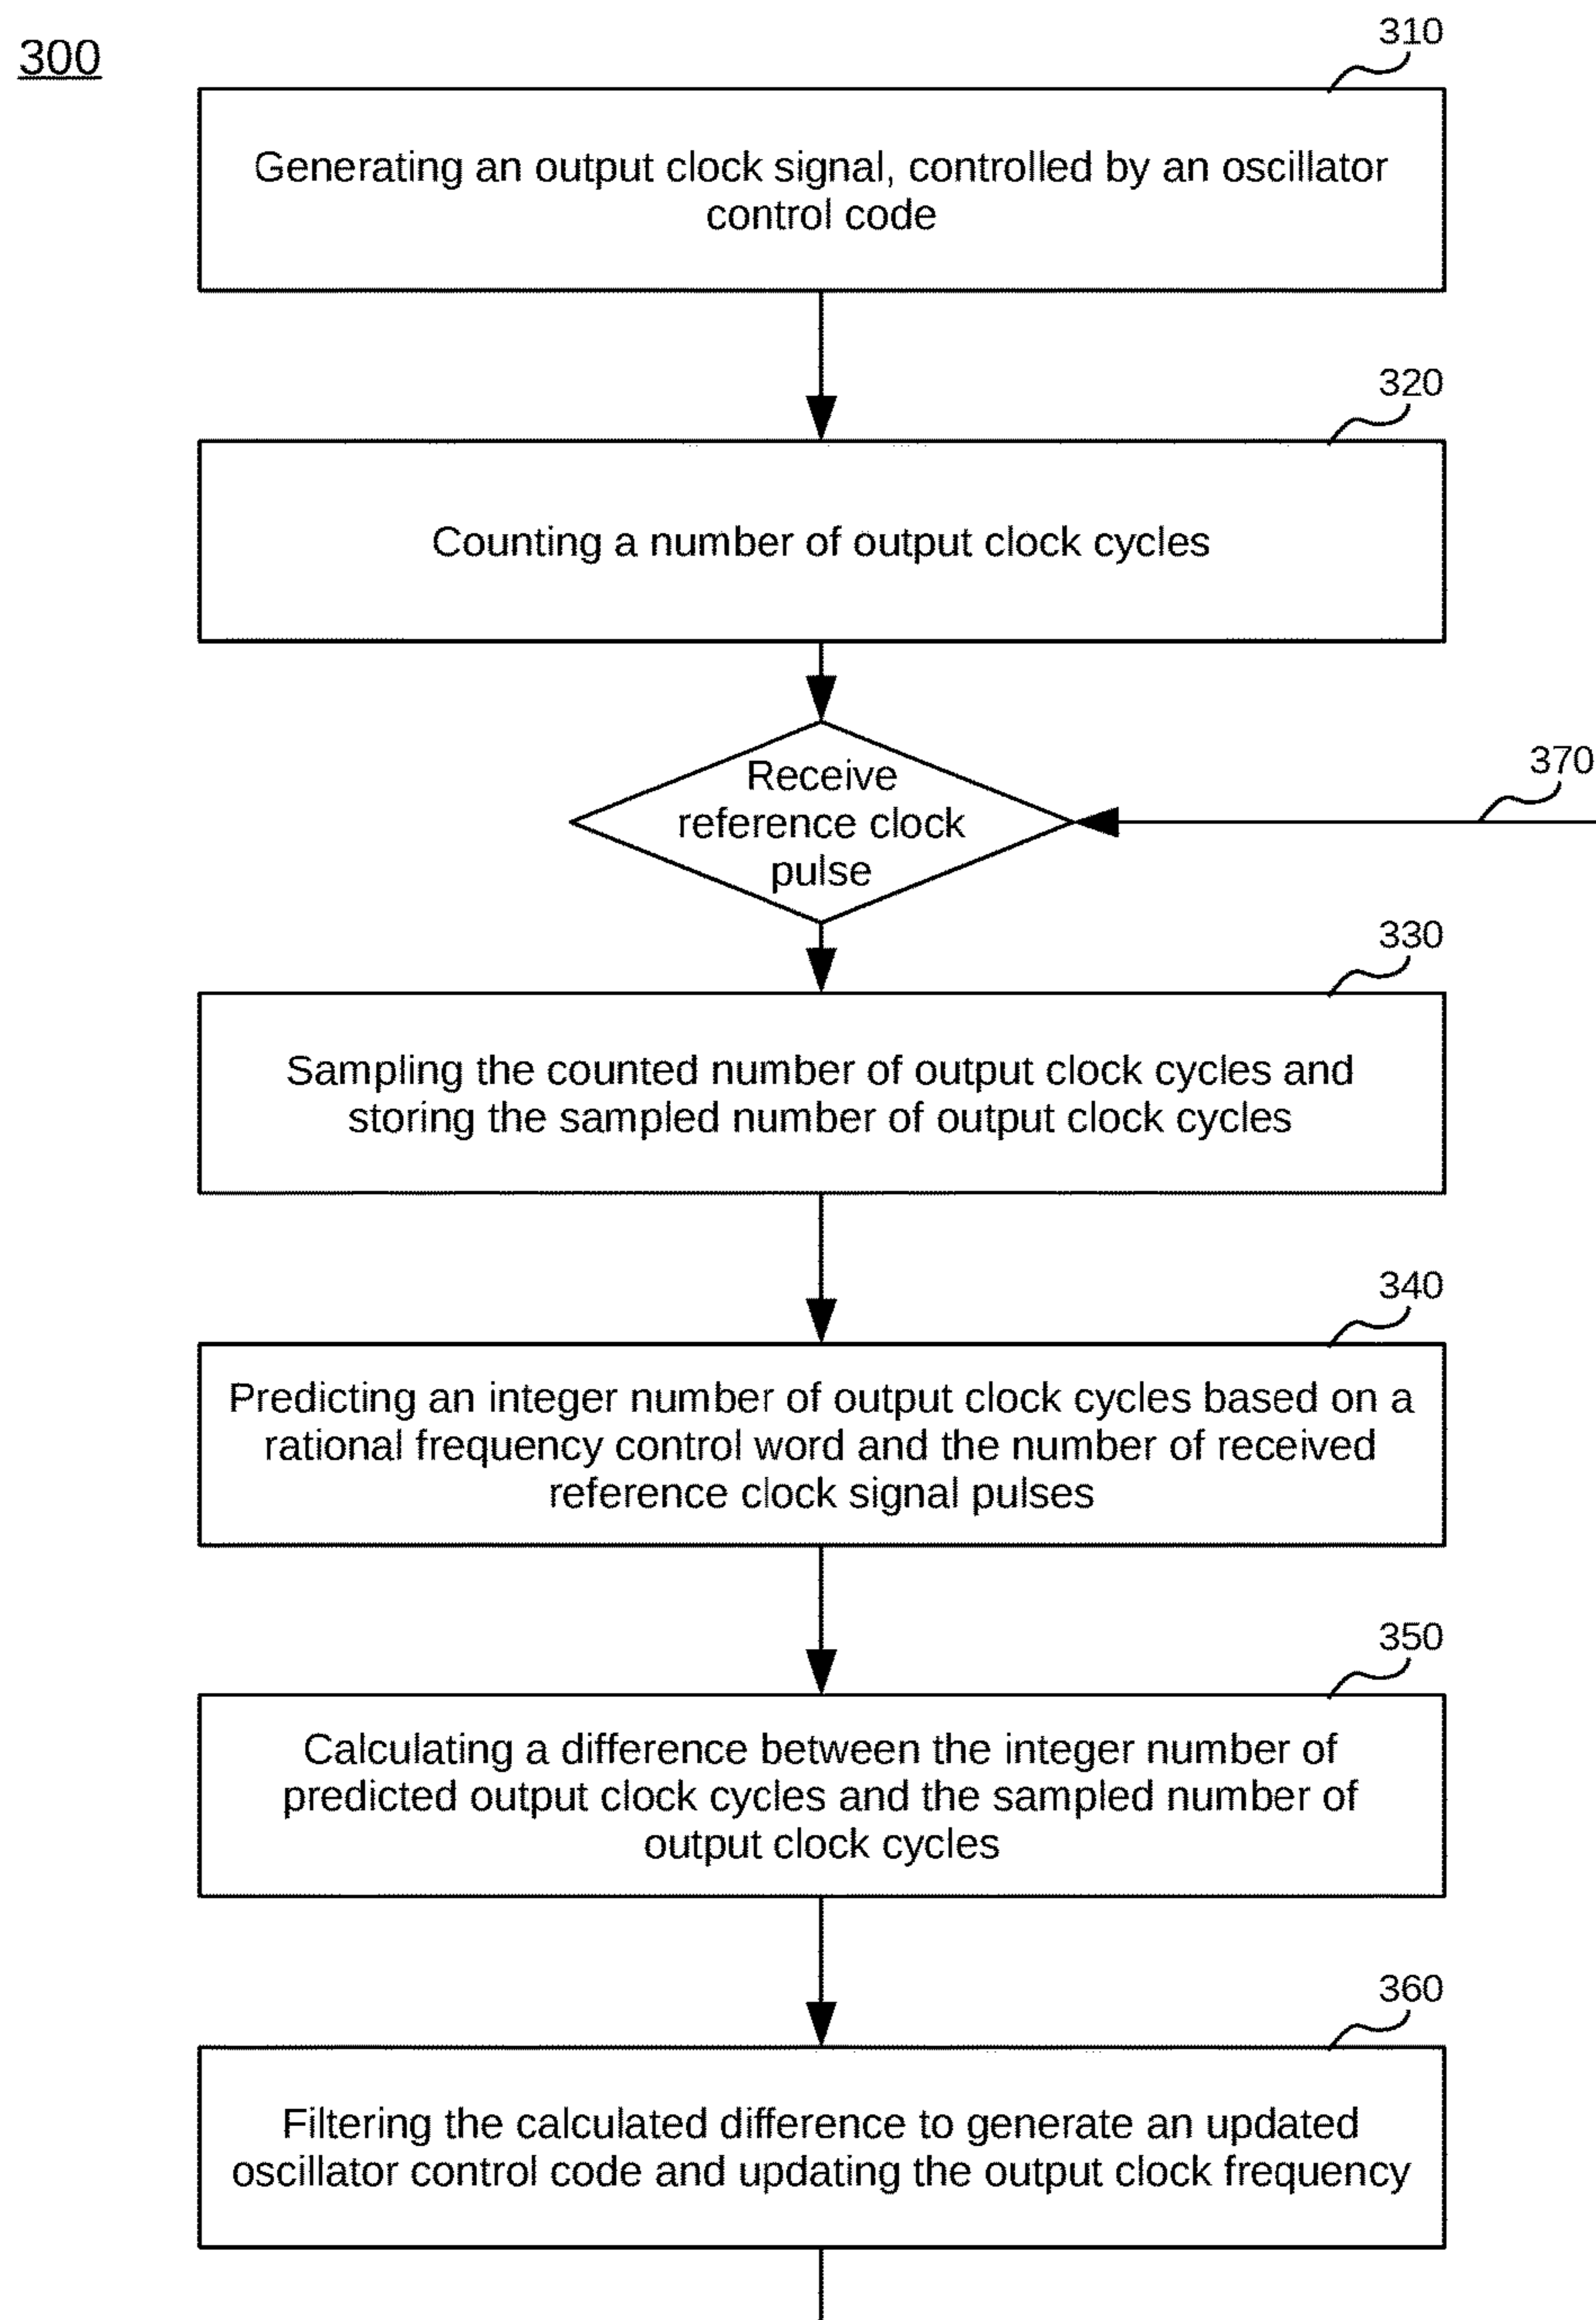 300
310
Generating an output clock signal, controlled by an oscillator
control code
320
Counting a number of output clock cycles
Receive
reference clock
pulse
370
330
Sampling the counted number of output clock cycles and
storing the sampled number of output clock cycles
340
Predicting an integer number of output clock cycles based on a
rational frequency control word and the number of received
reference clock signal pulses
350
Calculating a difference between the integer number of
predicted output clock cycles and the sampled number of
output clock cycles
360
Filtering the calculated difference to generate an updated
oscillator control code and updating the output clock frequency